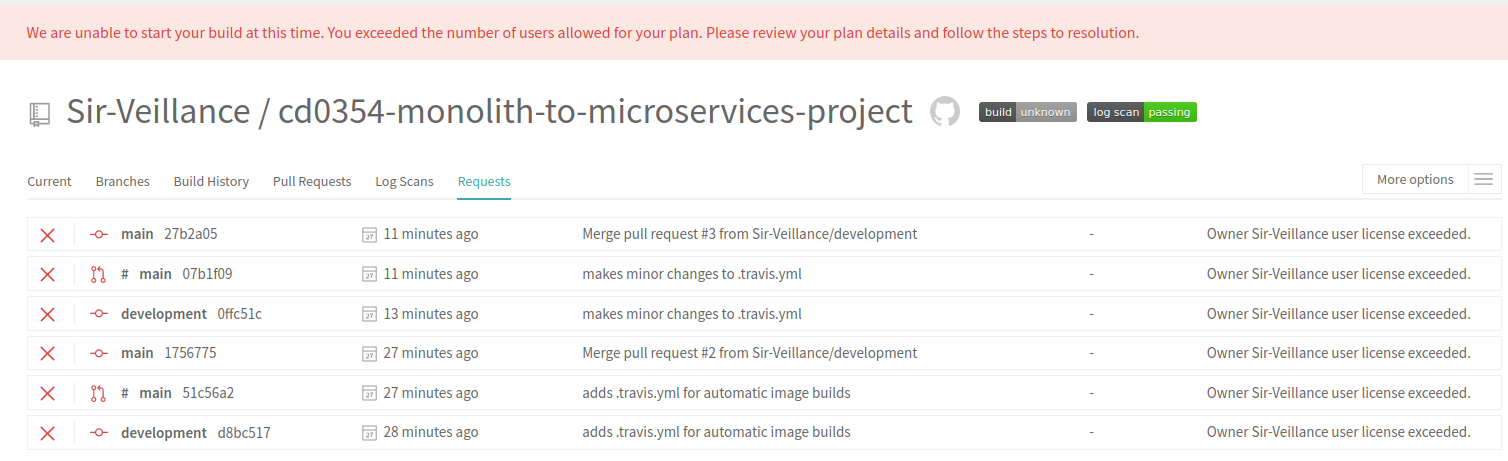 We are unable to start your build at this time. You exceeded the number of users allowed for your plan. Please review your plan details and follow the steps to resolution.
Sir-Veillance / cd0354-monolith-to-microservices-project build unknown log scan passing
Current Branches Build History Pull Requests Log Scans Requests More options
main 27b2a05 27 11 minutes ago Merge pull request #3 from Sir-Veillance/development - Owner Sir-Veillance user license exceeded.
# main 07b1f09 27 11 minutes ago makes minor changes to .travis.yml - Owner Sir-Veillance user license exceeded.
development 0ffc51c 27 13 minutes ago makes minor changes to .travis.yml - Owner Sir-Veillance user license exceeded.
main 1756775 27 27 minutes ago Merge pull request #2 from Sir-Veillance/development - Owner Sir-Veillance user license exceeded.
# main 51c56a2 27 27 minutes ago adds .travis.yml for automatic image builds - Owner Sir-Veillance user license exceeded.
development d8bc517 27 28 minutes ago adds .travis.yml for automatic image builds - Owner Sir-Veillance user license exceeded.